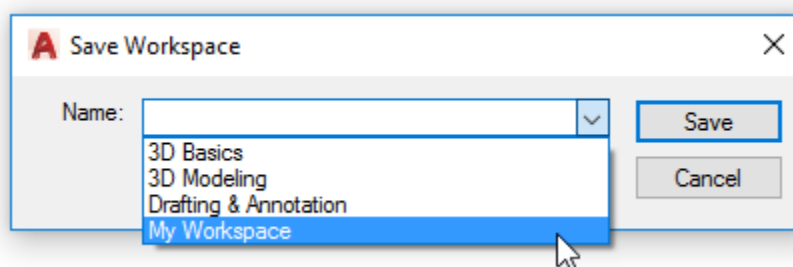 Save Workspace
Name:
Save
3D Basics
3D Modeling
Cancel
Drafting & Annotation
My Workspace